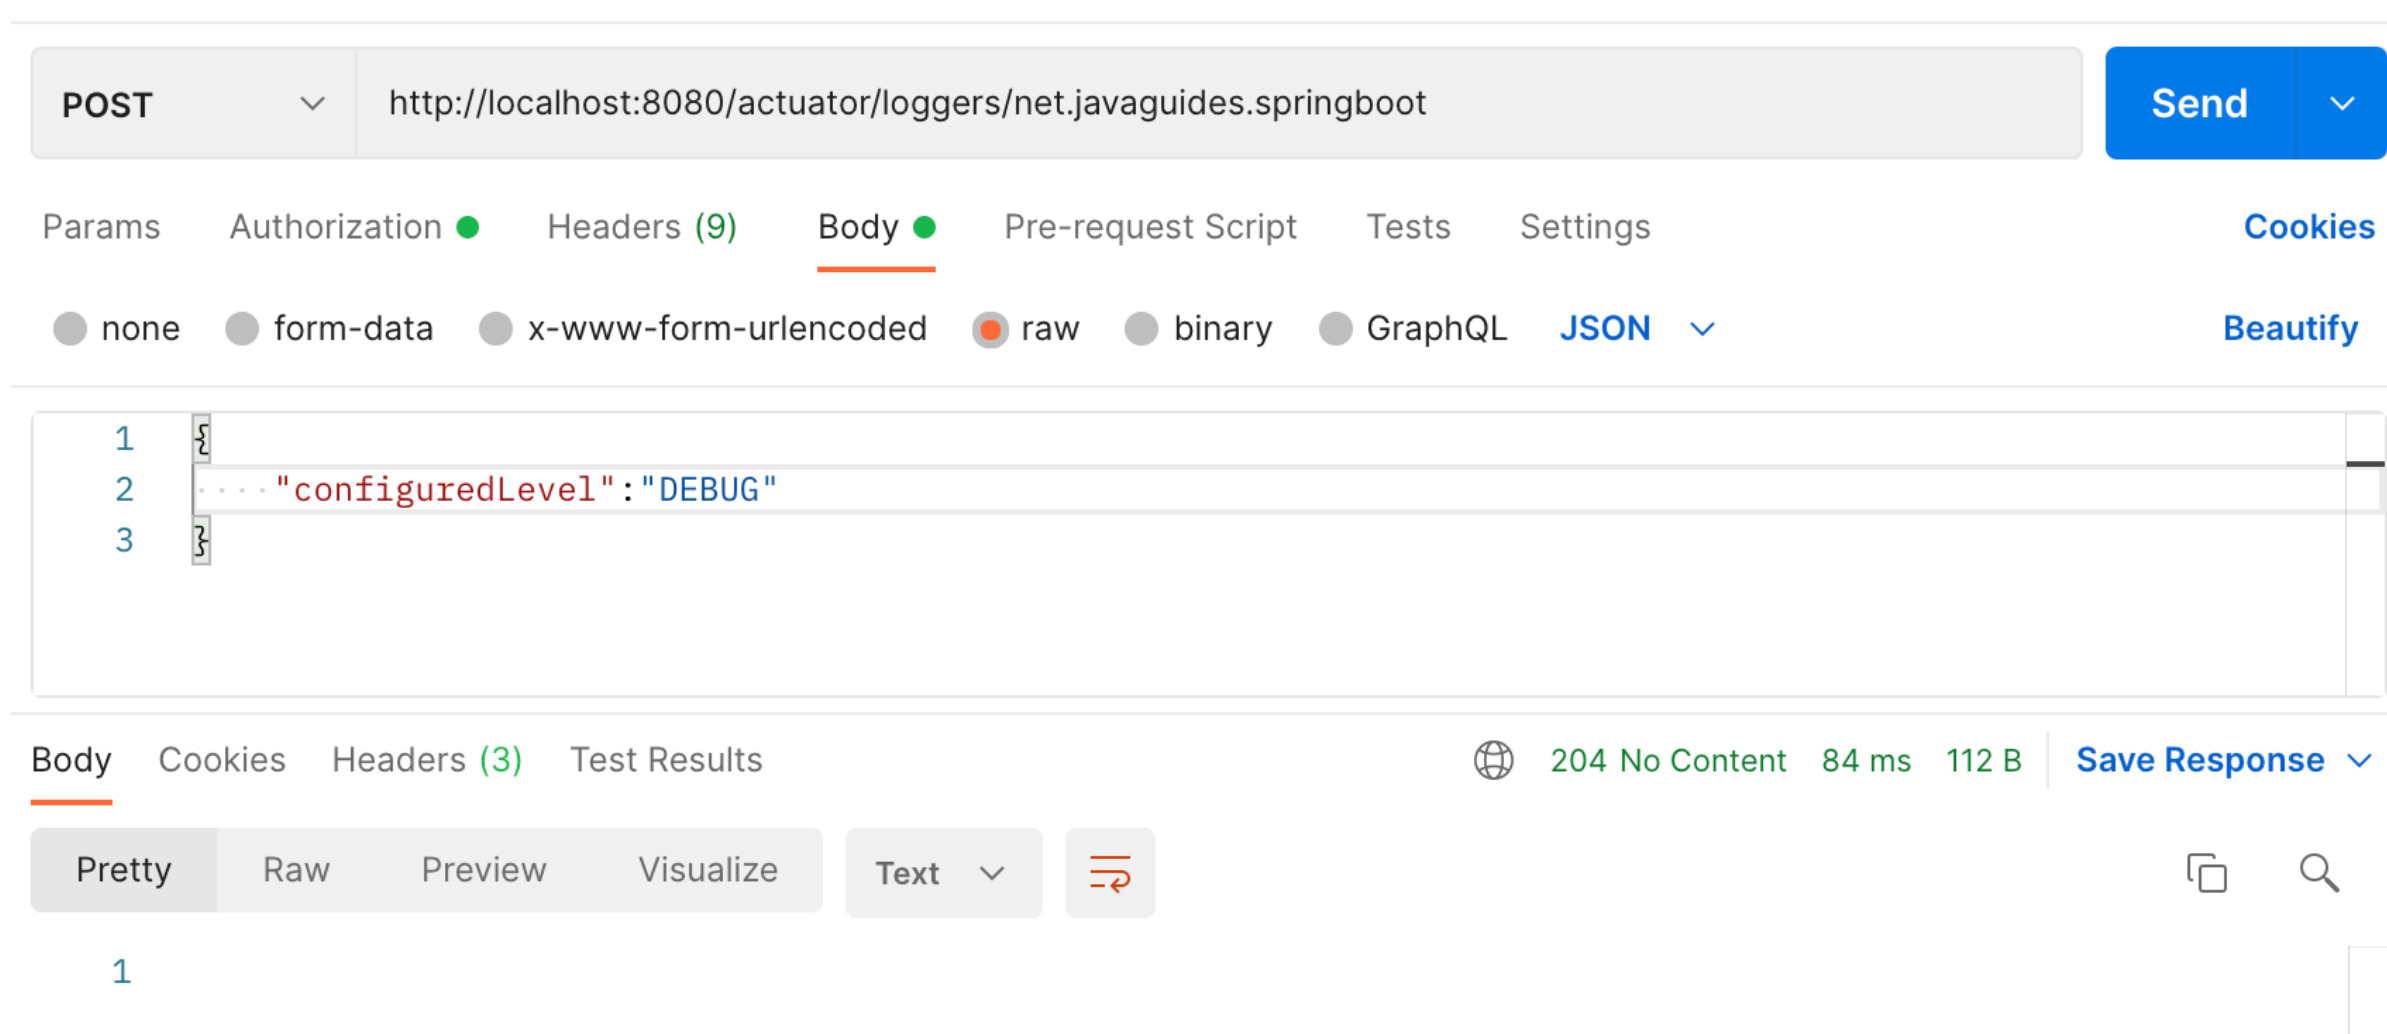 POST http://localhost:8080/actuator/loggers/net.javaguides.springboot Send
Params Authorization Headers (9) Body Pre-request Script Tests Settings Cookies
none form-data x-www-form-urlencoded raw binary GraphQL JSON Beautify
1 {
2 "configuredLevel":"DEBUG"
3 }
Body Cookies Headers (3) Test Results 204 No Content 84 ms 112 B Save Response
Pretty Raw Preview Visualize Text
1